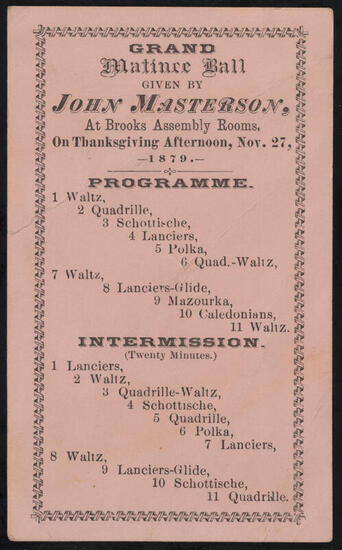 GRAND
Matinee Ball
GIVEN BY
JOHN MASTERSON,
At Brooks Assembly Rooms,
On Thanksgiving Afternoon, Nov. 27,
—1879.—
PROGRAMME.
1 Waltz,
2 Quadrille,
3 Schottische,
4 Lanciers,
5 Polka,
6 Quad.-Waltz,
7 Waltz,
8 Lanciers-Glide,
9 Mazourka,
10 Caledonians,
11 Waltz.
INTERMISSION.
(Twenty Minutes.)
1 Lanciers,
2 Waltz,
3 Quadrille-Waltz,
4 Schottische,
5 Quadrille,
6 Polka,
7 Lanciers,
8 Waltz,
9 Lanciers-Glide,
10 Schottische,
11 Quadrille.